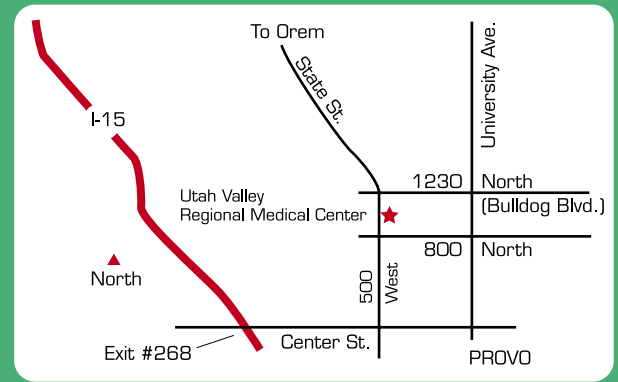 To Orem
State St.
University Ave.
I-15
1230 North
(Bulldog Blvd.)
Utah Valley
Regional Medical Center
800 North
North
500 West
Center St.
Exit #268
PROVO